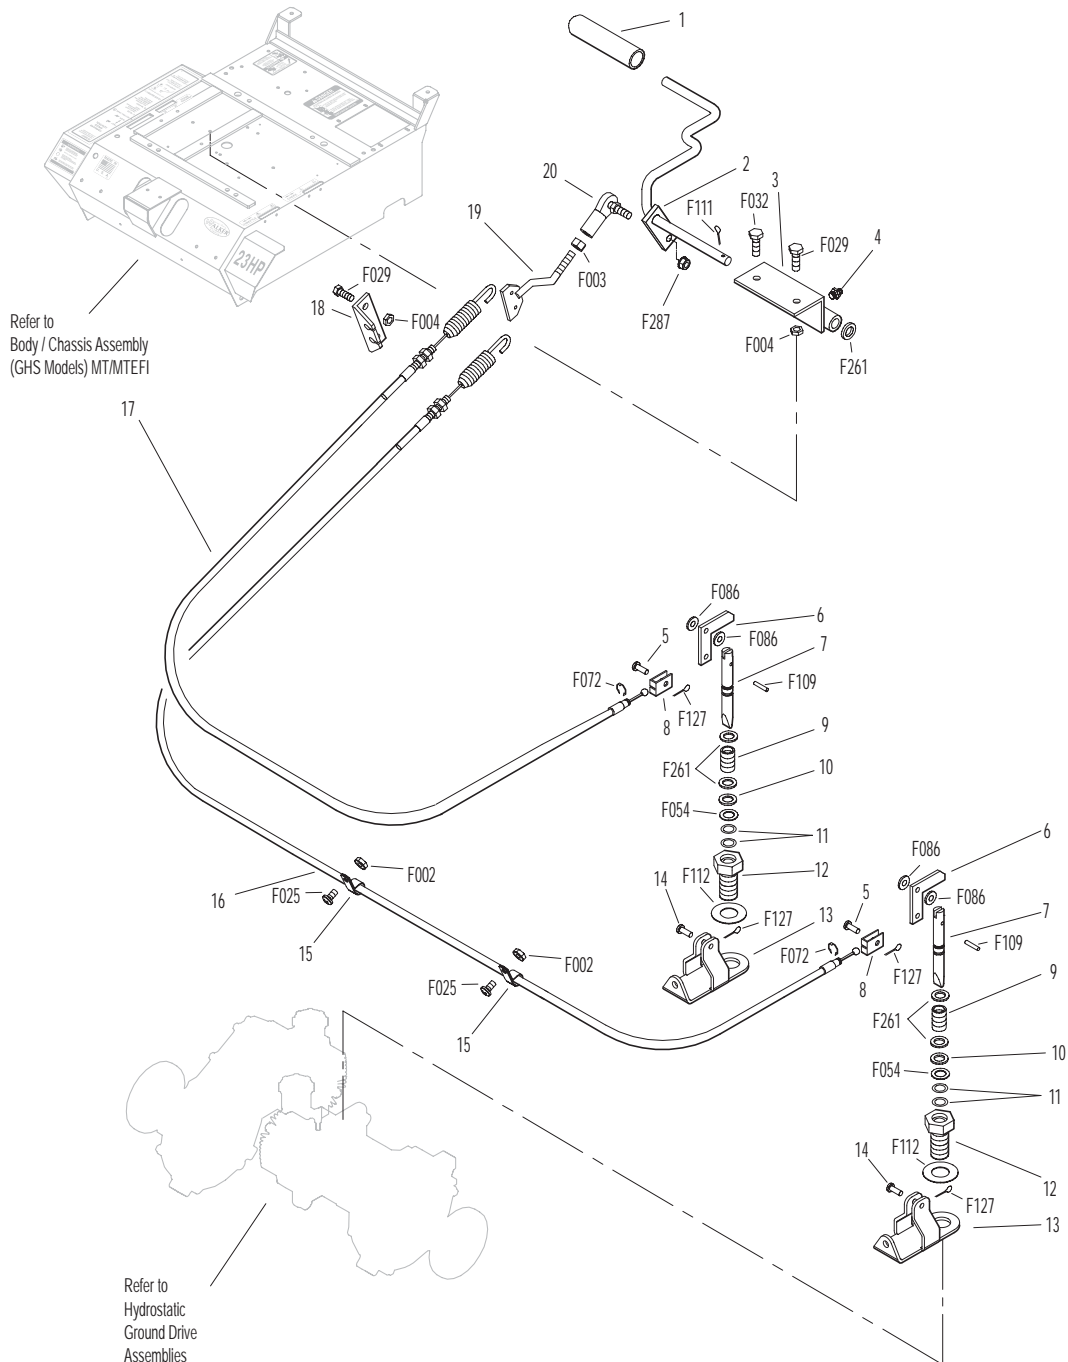 1
2
20
3
F032
F111
19
4
F029
F003
F029
18
F287
F004
F004
F261
23HP
Refer to
Body / Chassis Assembly
(GHS Models) MT/MTEFI
17
F086
6
5
F086
7
F072
F109
8
F127
9
F261
10
F054
11
6
F086
F002
12
16
F025
F112
14
5
F086
7
13
F127
15
F072
F109
F002
8
F127
9
F025
F261
15
10
F054
11
F112
14
12
F127
13
Refer to
Hydrostatic
Ground Drive
Assemblies